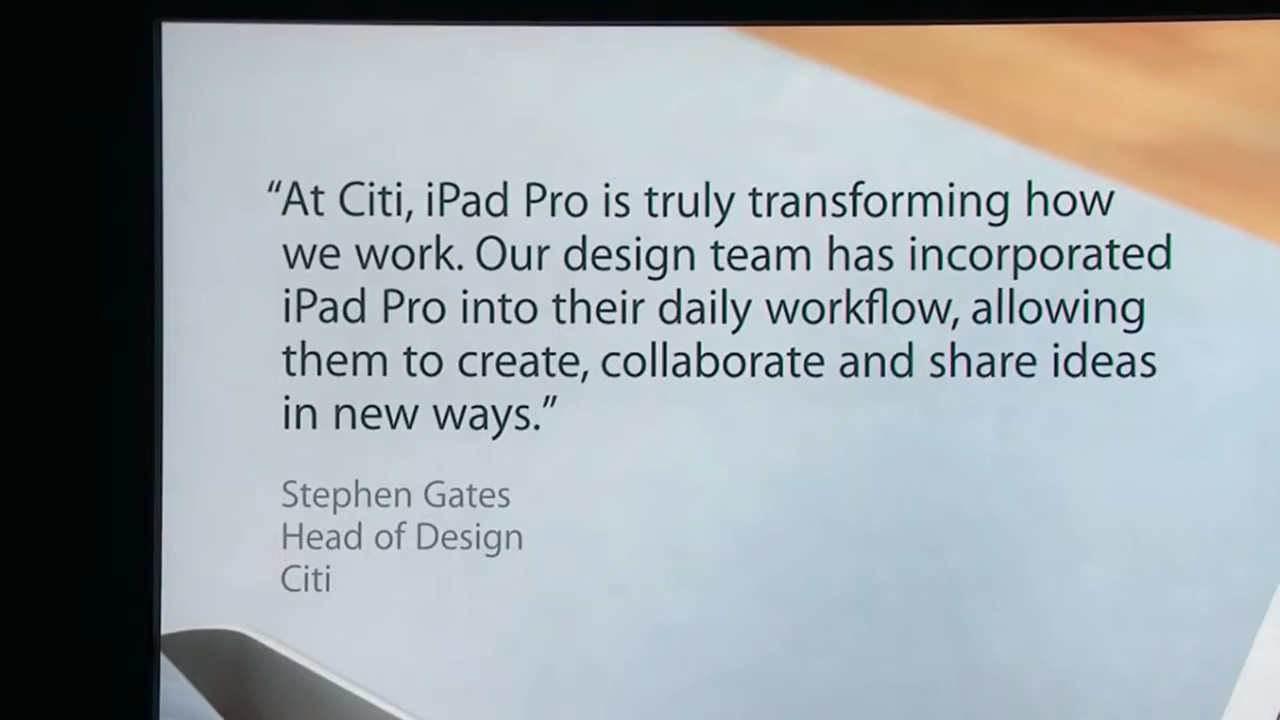 “At Citi, iPad Pro is truly transforming how
we work. Our design team has incorporated
iPad Pro into their daily workflow, allowing
them to create, collaborate and share ideas
in new ways.”
Stephen Gates
Head of Design
Citi